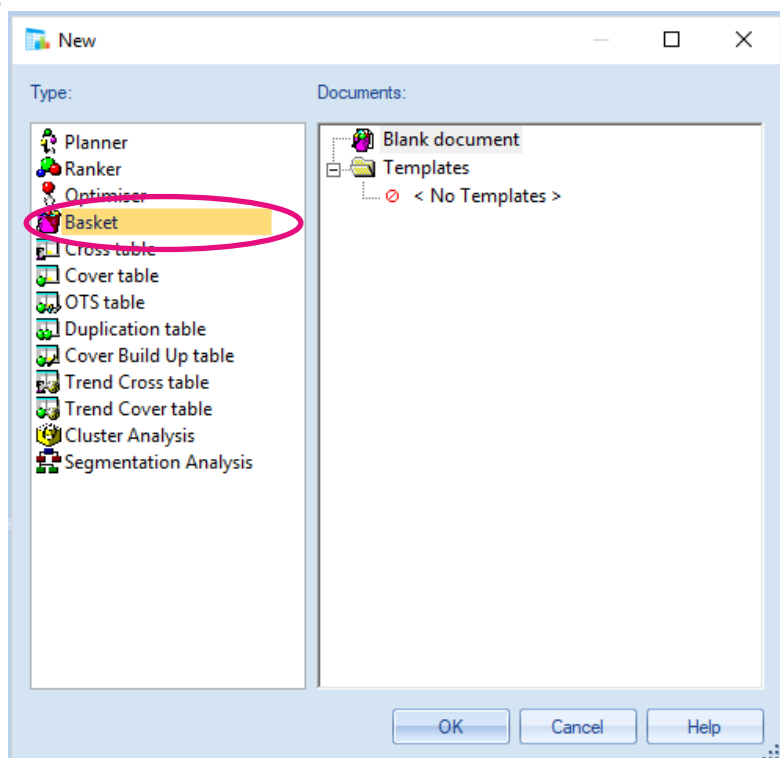 New
Type:
Documents:
Planner
Ranker
Optimiser
Basket
Cross table
Cover table
OTS table
Duplication table
Cover Build Up table
Trend Cross table
Trend Cover table
Cluster Analysis
Segmentation Analysis
Blank document
Templates
< No Templates >
OK
Cancel
Help